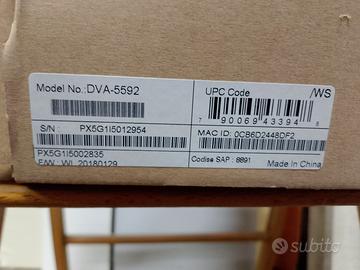 Model No.:DVA-5592
UPC Code /WS
7 90069 43394 8
S/N : PX5G1I5012954
MAC ID: 0CB6D2448DF2
PX5G1I5002835
Codice SAP : 8891
Made In China
F/W : WI_20180129
subito